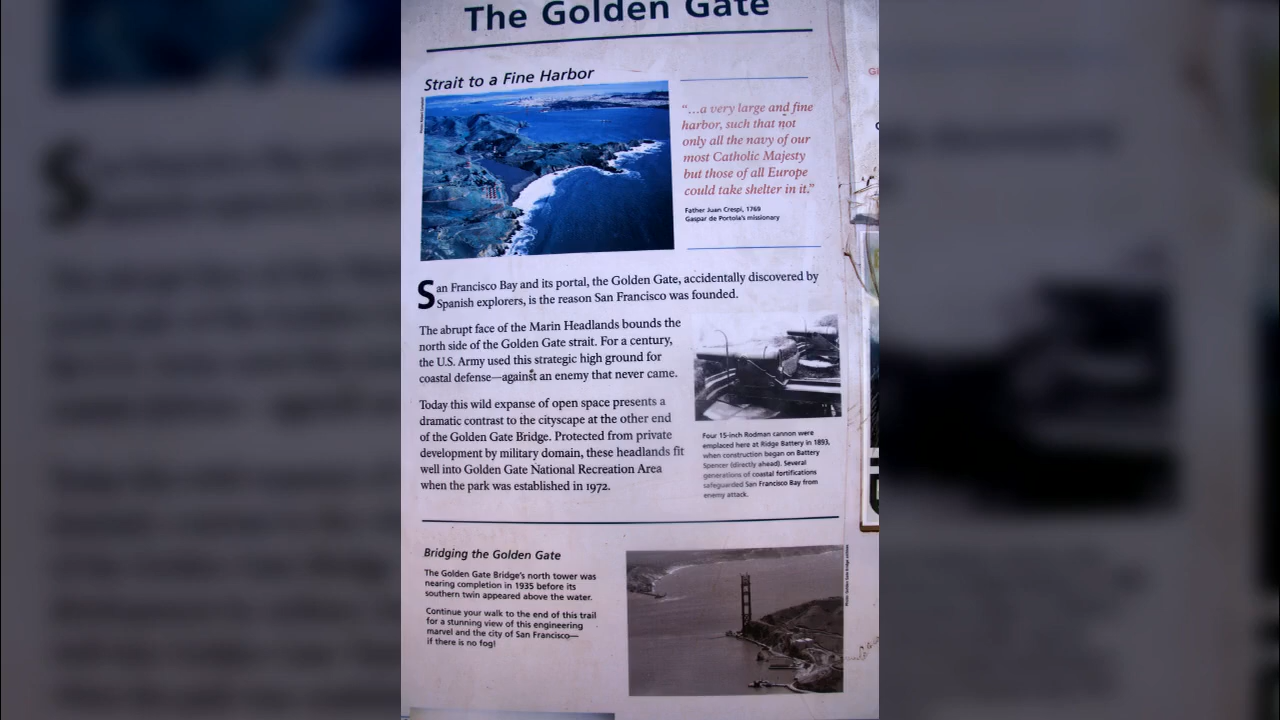 The Golden Gate
Strait to a Fine Harbor
“...a very large and fine
harbor, such that not
only all the navy of our
most Catholic Majesty
but those of all Europe
could take shelter in it.”
Father Juan Crespi, 1769
Gaspar de Portola's missionary
San Francisco Bay and its portal, the Golden Gate, accidentally discovered by
Spanish explorers, is the reason San Francisco was founded.
The abrupt face of the Marin Headlands bounds the
north side of the Golden Gate strait. For a century,
the U.S. Army used this strategic high ground for
coastal defense—against an enemy that never came.
Today this wild expanse of open space presents a
dramatic contrast to the cityscape at the other end
of the Golden Gate Bridge. Protected from private
development by military domain, these headlands fit
well into Golden Gate National Recreation Area
when the park was established in 1972.
Four 15-inch Rodman cannon were
emplaced here at Ridge Battery in 1893,
when construction began on Battery
Spencer (directly ahead). Several
generations of coastal fortifications
safeguarded San Francisco Bay from
enemy attack.
Bridging the Golden Gate
The Golden Gate Bridge's north tower was
nearing completion in 1935 before its
southern twin appeared above the water.
Continue your walk to the end of this trail
for a stunning view of this engineering
marvel and the city of San Francisco—
if there is no fog!